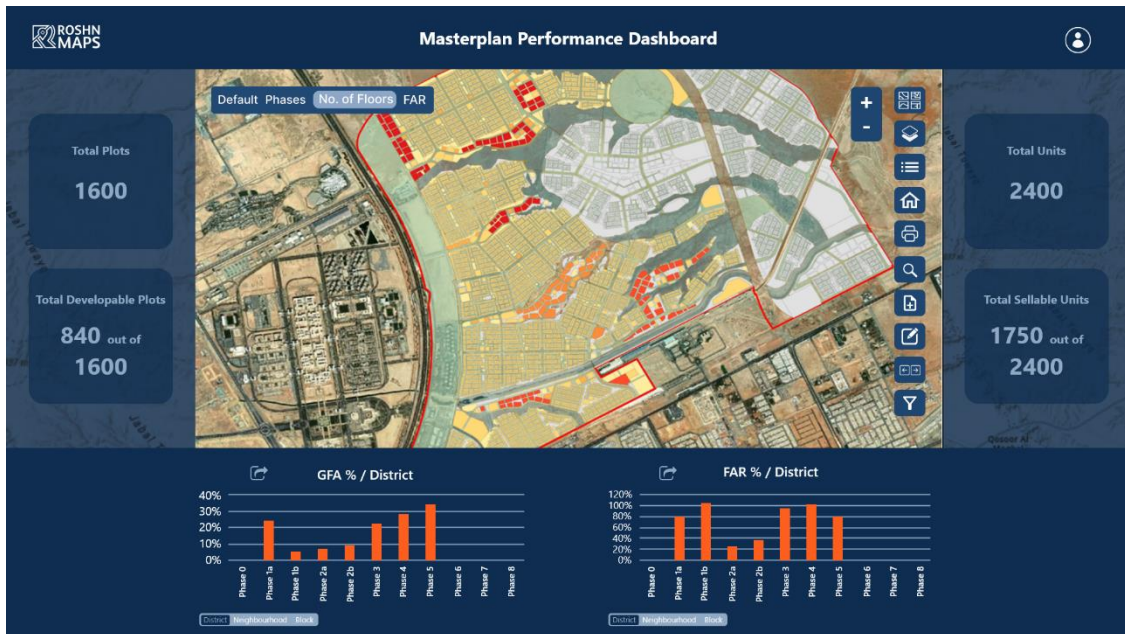 ROSHN
MAPS
Masterplan Performance Dashboard
Default Phases No. of Floors FAR
+
-
Total Plots
1600
Total Developable Plots
840 out of
1600
Total Units
2400
Total Sellable Units
1750 out of
2400
Jabal Tuwayq
Jabal T
Qusour Al
GFA % / District
40%
30%
20%
10%
0%
Phase 0
Phase 1a
Phase 1b
Phase 2a
Phase 2b
Phase 3
Phase 4
Phase 5
Phase 6
Phase 7
Phase 8
District Neighbourhood Block
FAR % / District
120%
100%
80%
60%
40%
20%
0%
Phase 0
Phase 1a
Phase 1b
Phase 2a
Phase 2b
Phase 3
Phase 4
Phase 5
Phase 6
Phase 7
Phase 8
District Neighbourhood Block